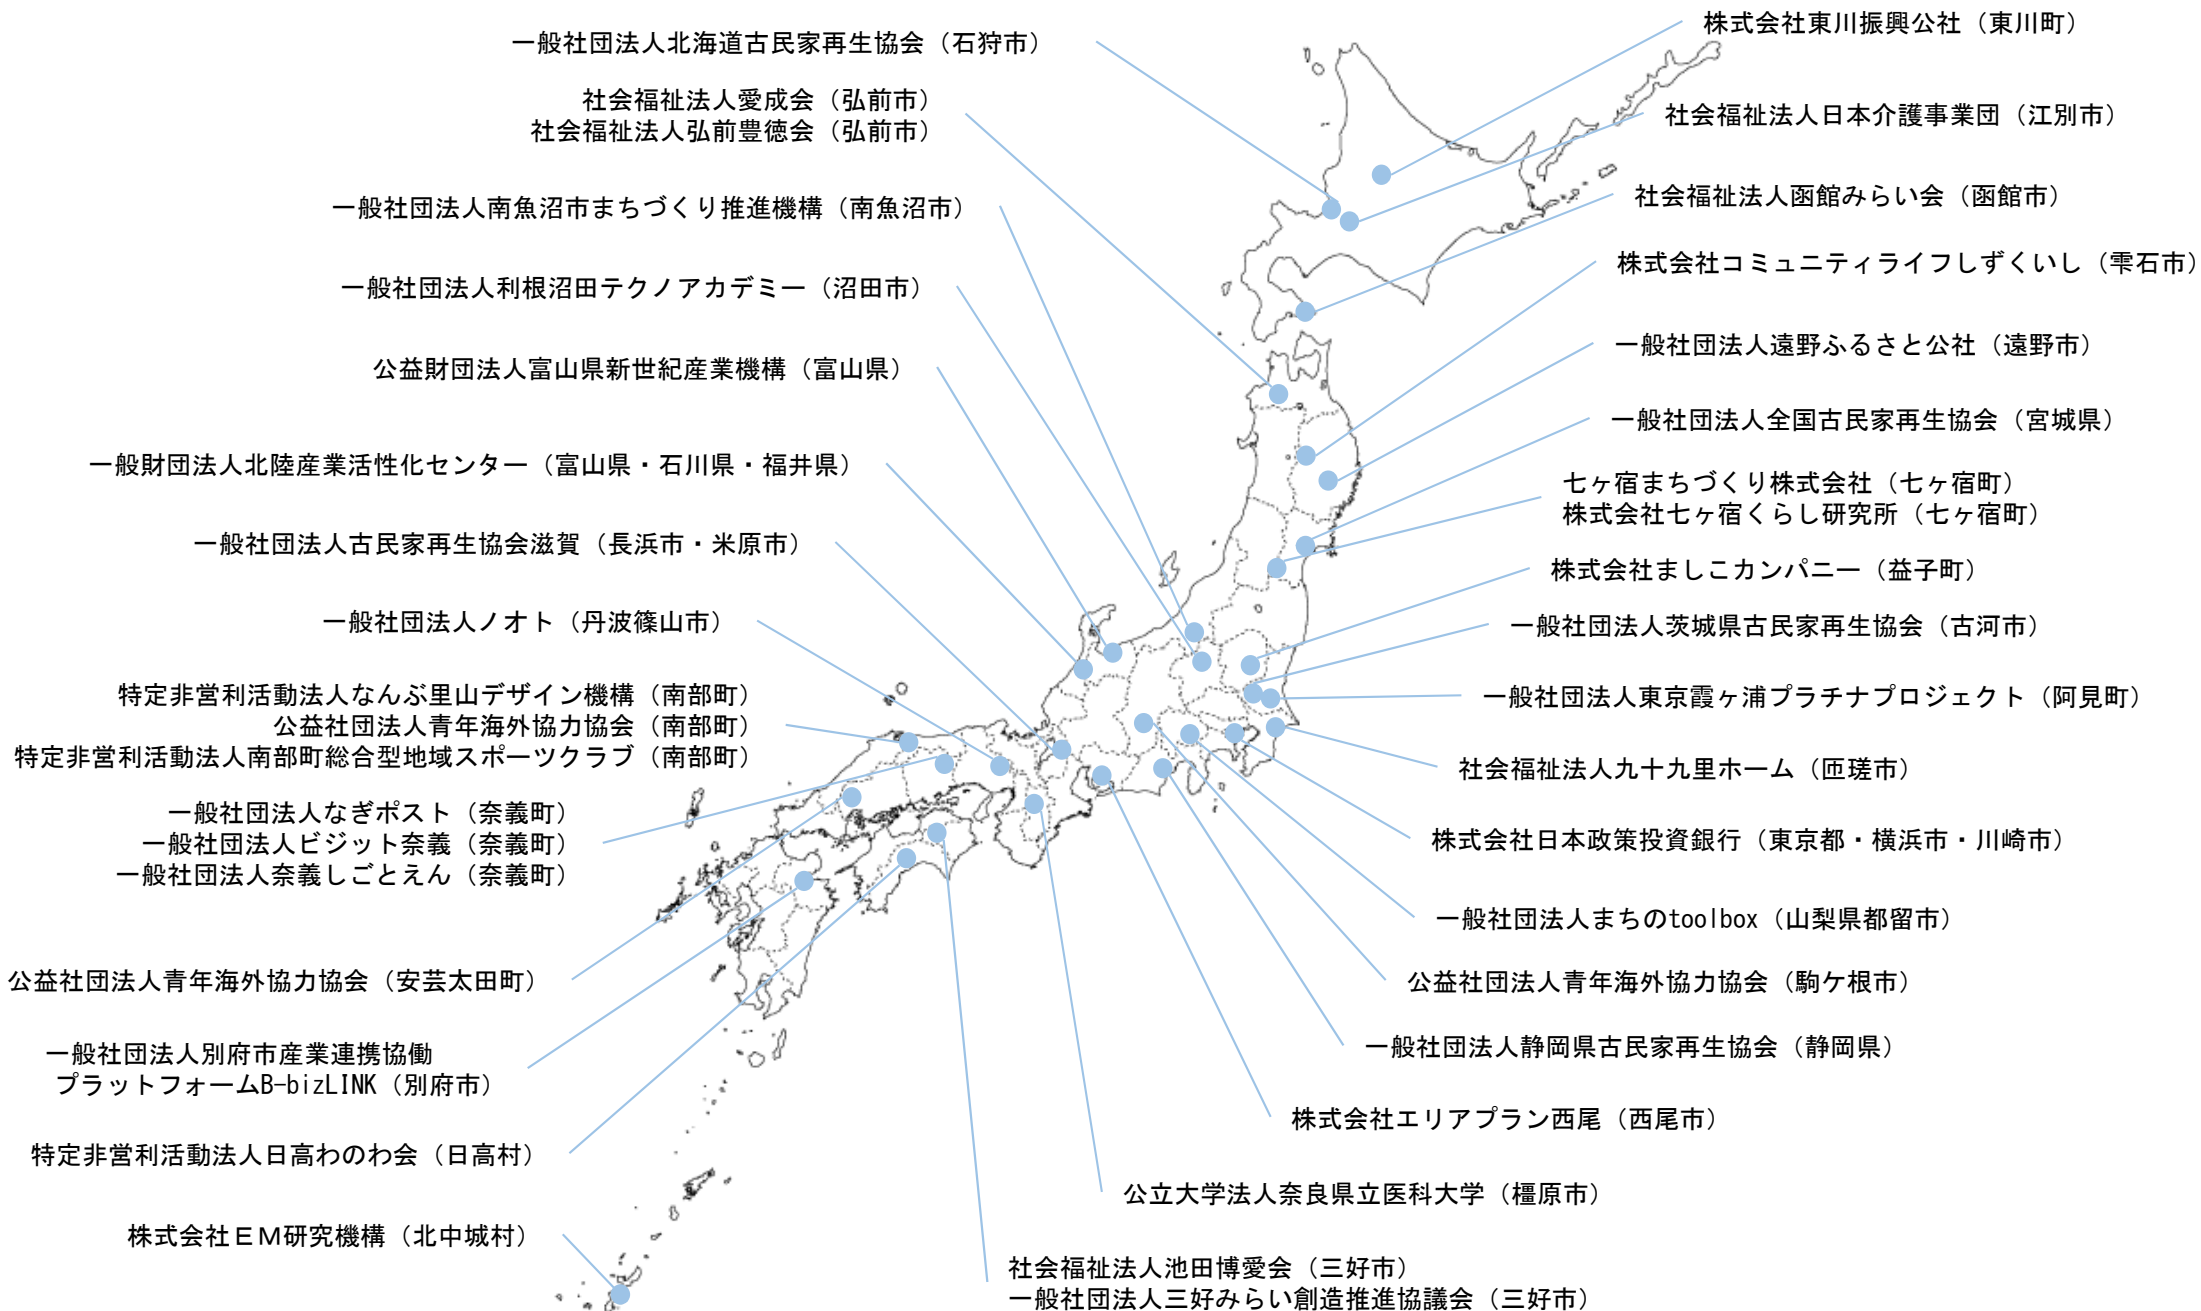 一般社団法人北海道古民家再生協会（石狩市）
社会福祉法人愛成会（弘前市）
社会福祉法人弘前豊徳会（弘前市）
一般社団法人南魚沼市まちづくり推進機構（南魚沼市）
一般社団法人利根沼田テクノアカデミー（沼田市）
公益財団法人富山県新世紀産業機構（富山県）
一般財団法人北陸産業活性化センター（富山県・石川県・福井県）
一般社団法人古民家再生協会滋賀（長浜市・米原市）
一般社団法人ノオト（丹波篠山市）
特定非営利活動法人なんぶ里山デザイン機構（南部町）
公益社団法人青年海外協力協会（南部町）
特定非営利活動法人南部町総合型地域スポーツクラブ（南部町）
一般社団法人なぎポスト（奈義町）
一般社団法人ビジット奈義（奈義町）
一般社団法人奈義しごとえん（奈義町）
公益社団法人青年海外協力協会（安芸太田町）
一般社団法人別府市産業連携協働
プラットフォームB-bizLINK（別府市）
特定非営利活動法人日高わのわ会（日高村）
株式会社ＥＭ研究機構（北中城村）
株式会社東川振興公社（東川町）
社会福祉法人日本介護事業団（江別市）
社会福祉法人函館みらい会（函館市）
株式会社コミュニティライフしずくいし（雫石市）
一般社団法人遠野ふるさと公社（遠野市）
一般社団法人全国古民家再生協会（宮城県）
七ヶ宿まちづくり株式会社（七ヶ宿町）
株式会社七ヶ宿くらし研究所（七ヶ宿町）
株式会社ましこカンパニー（益子町）
一般社団法人茨城県古民家再生協会（古河市）
一般社団法人東京霞ヶ浦プラチナプロジェクト（阿見町）
社会福祉法人九十九里ホーム（匝瑳市）
株式会社日本政策投資銀行（東京都・横浜市・川崎市）
一般社団法人まちのtoolbox（山梨県都留市）
公益社団法人青年海外協力協会（駒ケ根市）
一般社団法人静岡県古民家再生協会（静岡県）
株式会社エリアプラン西尾（西尾市）
公立大学法人奈良県立医科大学（橿原市）
社会福祉法人池田博愛会（三好市）
一般社団法人三好みらい創造推進協議会（三好市）